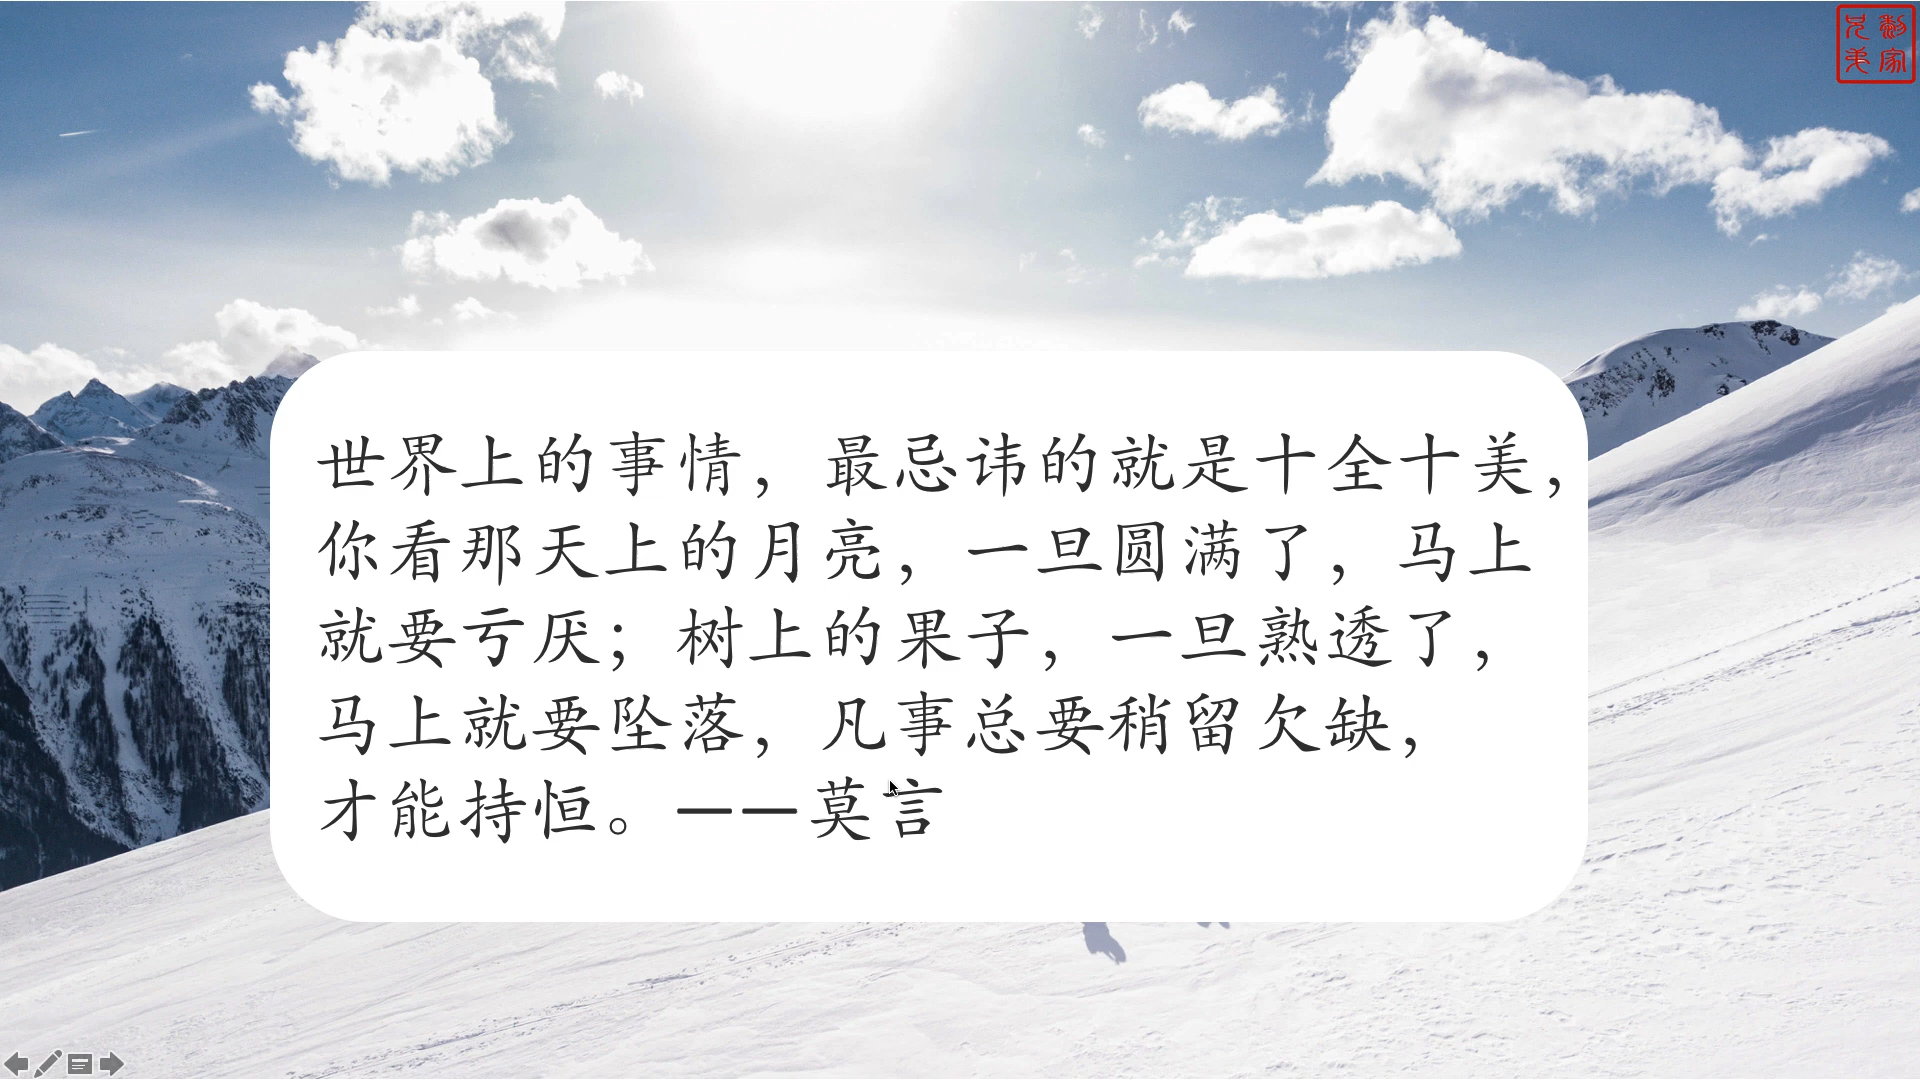 世界上的事情，最忌讳的就是十全十美，
你看那天上的月亮，一旦圆满了，马上
就要亏厌；树上的果子，一旦熟透了，
马上就要坠落，凡事总要稍留欠缺，
才能持恒。——莫言